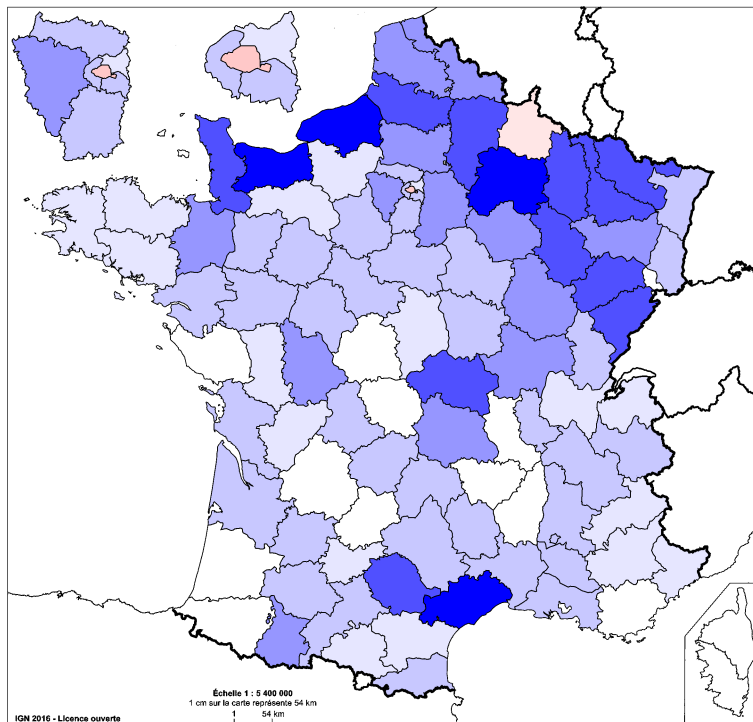 Échelle 1 : 5 400 000
1 cm sur la carte représente 54 km
1 54 km
IGN 2016 - Licence ouverte